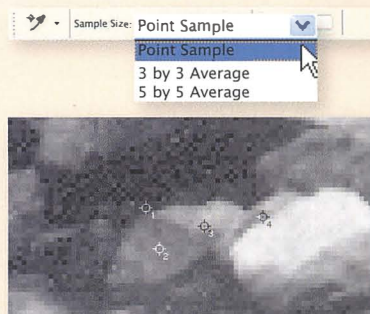 Sample Size: Point Sample
Point Sample
3 by 3 Average
5 by 5 Average
1
2
3
4